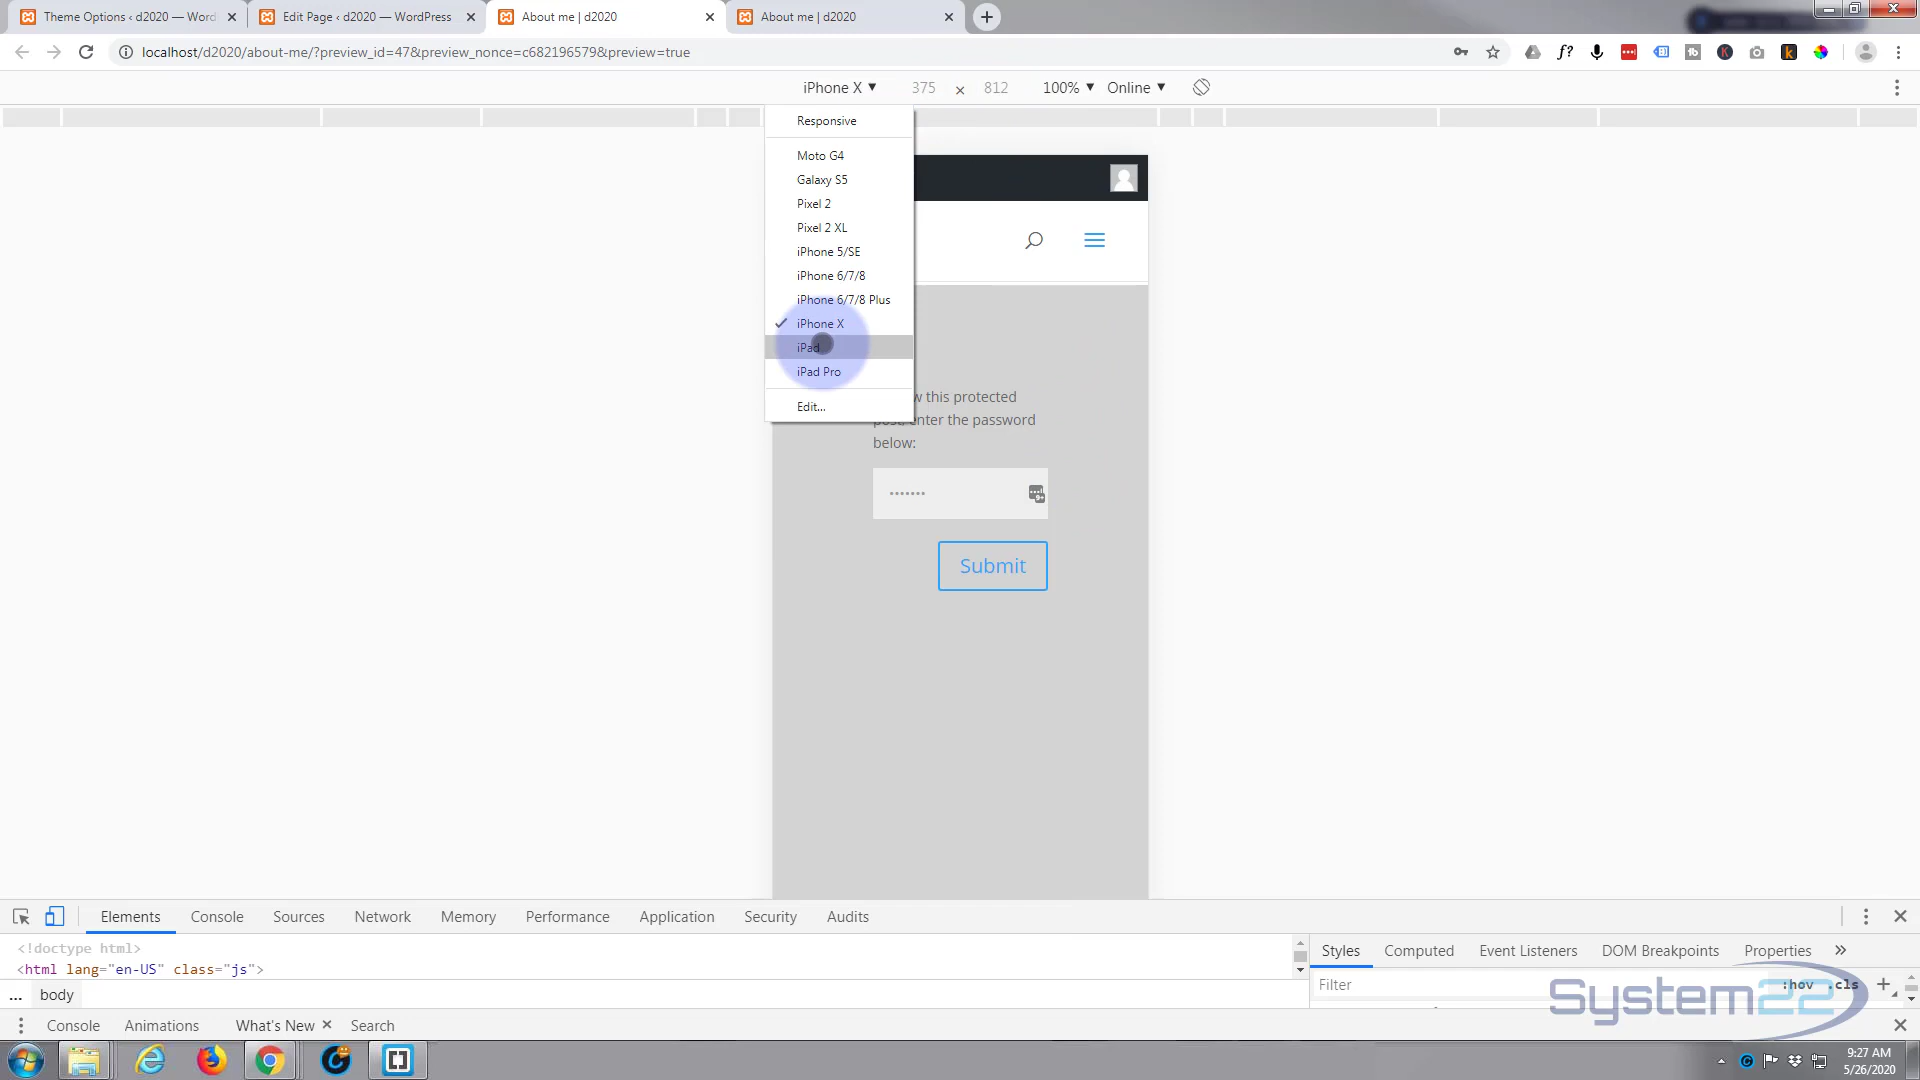 Theme Options ‹ d2020 — Word
Edit Page ‹ d2020 — WordPress
About me | d2020
About me | d2020
localhost/d2020/about-me/?preview_id=47&preview_nonce=c682196579&preview=true
iPhone X ▼ 375 × 812 100% ▼ Online ▼
Responsive
Moto G4
Galaxy S5
Pixel 2
Pixel 2 XL
iPhone 5/SE
iPhone 6/7/8
iPhone 6/7/8 Plus
iPhone X
iPad
iPad Pro
Edit...
this protected
enter the password
below:
Submit
Elements Console Sources Network Memory Performance Application Security Audits
<!doctype html>
<html lang="en-US" class="js">
... body
Styles Computed Event Listeners DOM Breakpoints Properties »
Filter :hov .cls +
Console Animations What's New × Search
System22
9:27 AM
5/26/2020